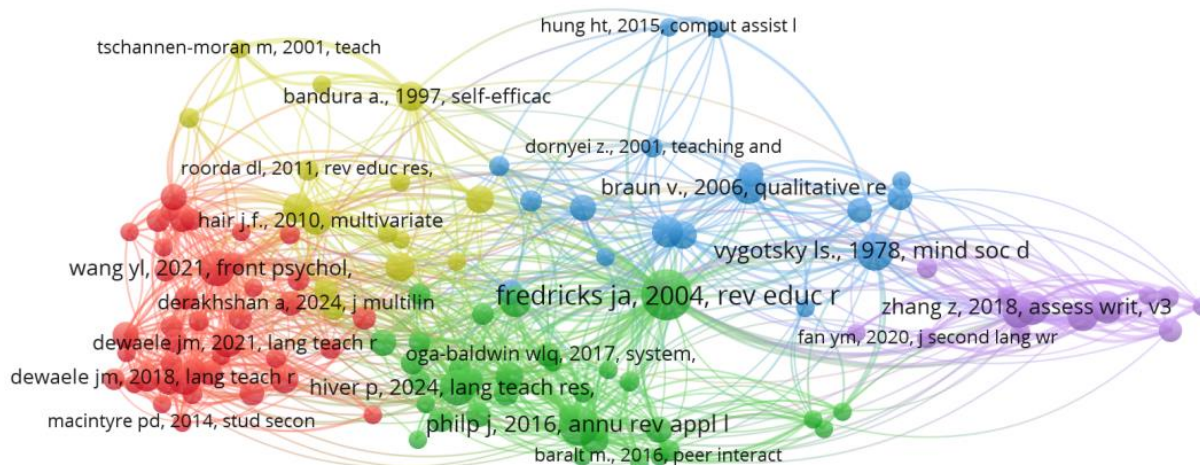 hung ht, 2015, comput assist l
tschannen-moran m, 2001, teach
bandura a., 1997, self-efficac
dornyei z., 2001, teaching and
roorda dl, 2011, rev educ res,
braun v., 2006, qualitative re
hair j.f., 2010, multivariate
vygotsky ls., 1978, mind soc d
wang yl, 2021, front psychol,
fredricks ja, 2004, rev educ r
derakhshan a, 2024, j multilin
zhang z, 2018, assess writ, v3
fan ym, 2020, j second lang wr
dewaele jm, 2021, lang teach r
oga-baldwin wlq, 2017, system,
dewaele jm, 2018, lang teach r
hiver p, 2024, lang teach res,
macintyre pd, 2014, stud secon
philp j, 2016, annu rev appl l
baralt m., 2016, peer interact